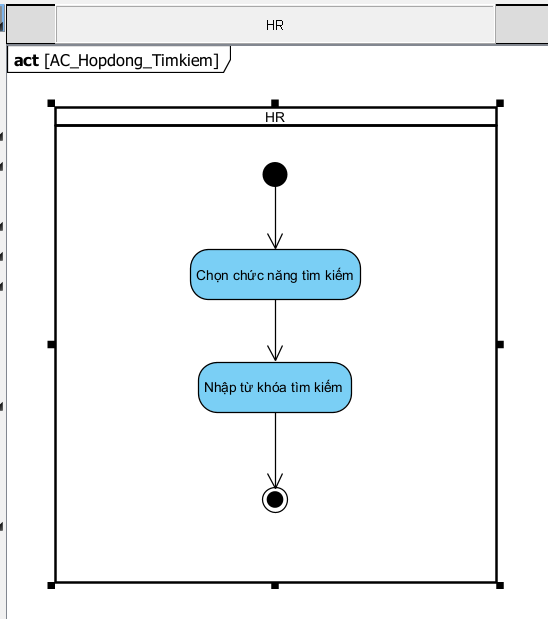 HR
act [AC_Hopdong_Timkiem]
HR
Chọn chức năng tìm kiếm
Nhập từ khóa tìm kiếm